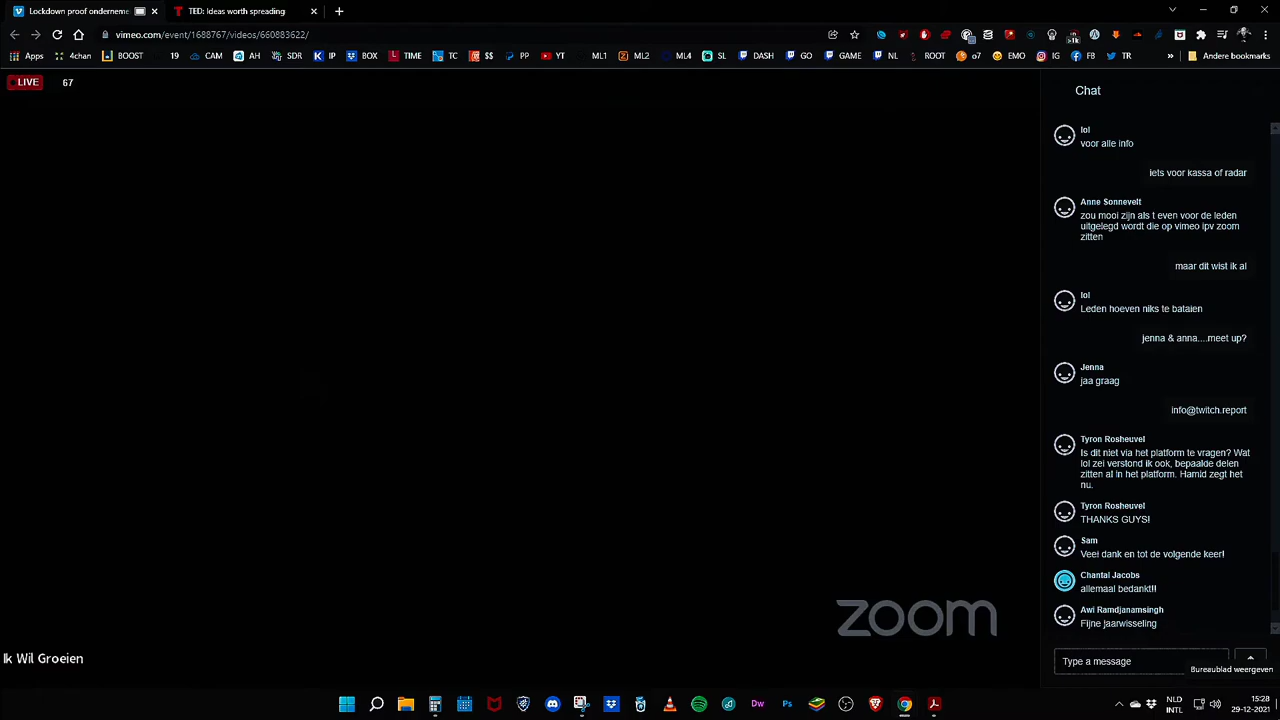 Lockdown proof onderneme
TED: Ideas worth spreading
vimeo.com/event/1688767/videos/660883622/
Apps
4chan
BOOST
19
CAM
AH
SDR
IP
BOX
TIME
TC
$$
PP
YT
ML1
ML2
ML4
SL
DASH
GO
GAME
NL
ROOT
o7
EMO
IG
FB
TR
»
Andere bookmarks
LIVE
67
Chat
lol
voor alle info
iets voor kassa of radar
Anne Sonnevelt
zou mooi zijn als t even voor de leden
uitgelegd wordt die op vimeo ipv zoom
zitten
maar dit wist ik al
lol
Leden hoeven niks te bataien
jenna & anna....meet up?
Jenna
jaa graag
info@twitch.report
Tyron Rosheuvel
Is dit niet via het platform te vragen? Wat
lol zei verstond ik ook, bepaalde delen
zitten al in het platform. Hamid zegt het
nu.
Tyron Rosheuvel
THANKS GUYS!
Sam
Veel dank en tot de volgende keer!
Chantal Jacobs
allemaal bedankt!!
Awi Ramdjanamsingh
Fijne jaarwisseling
zoom
Ik Wil Groeien
Type a message
Bureaublad weergeven
Dw
Ps
NLD
INTL
15:28
29-12-2021